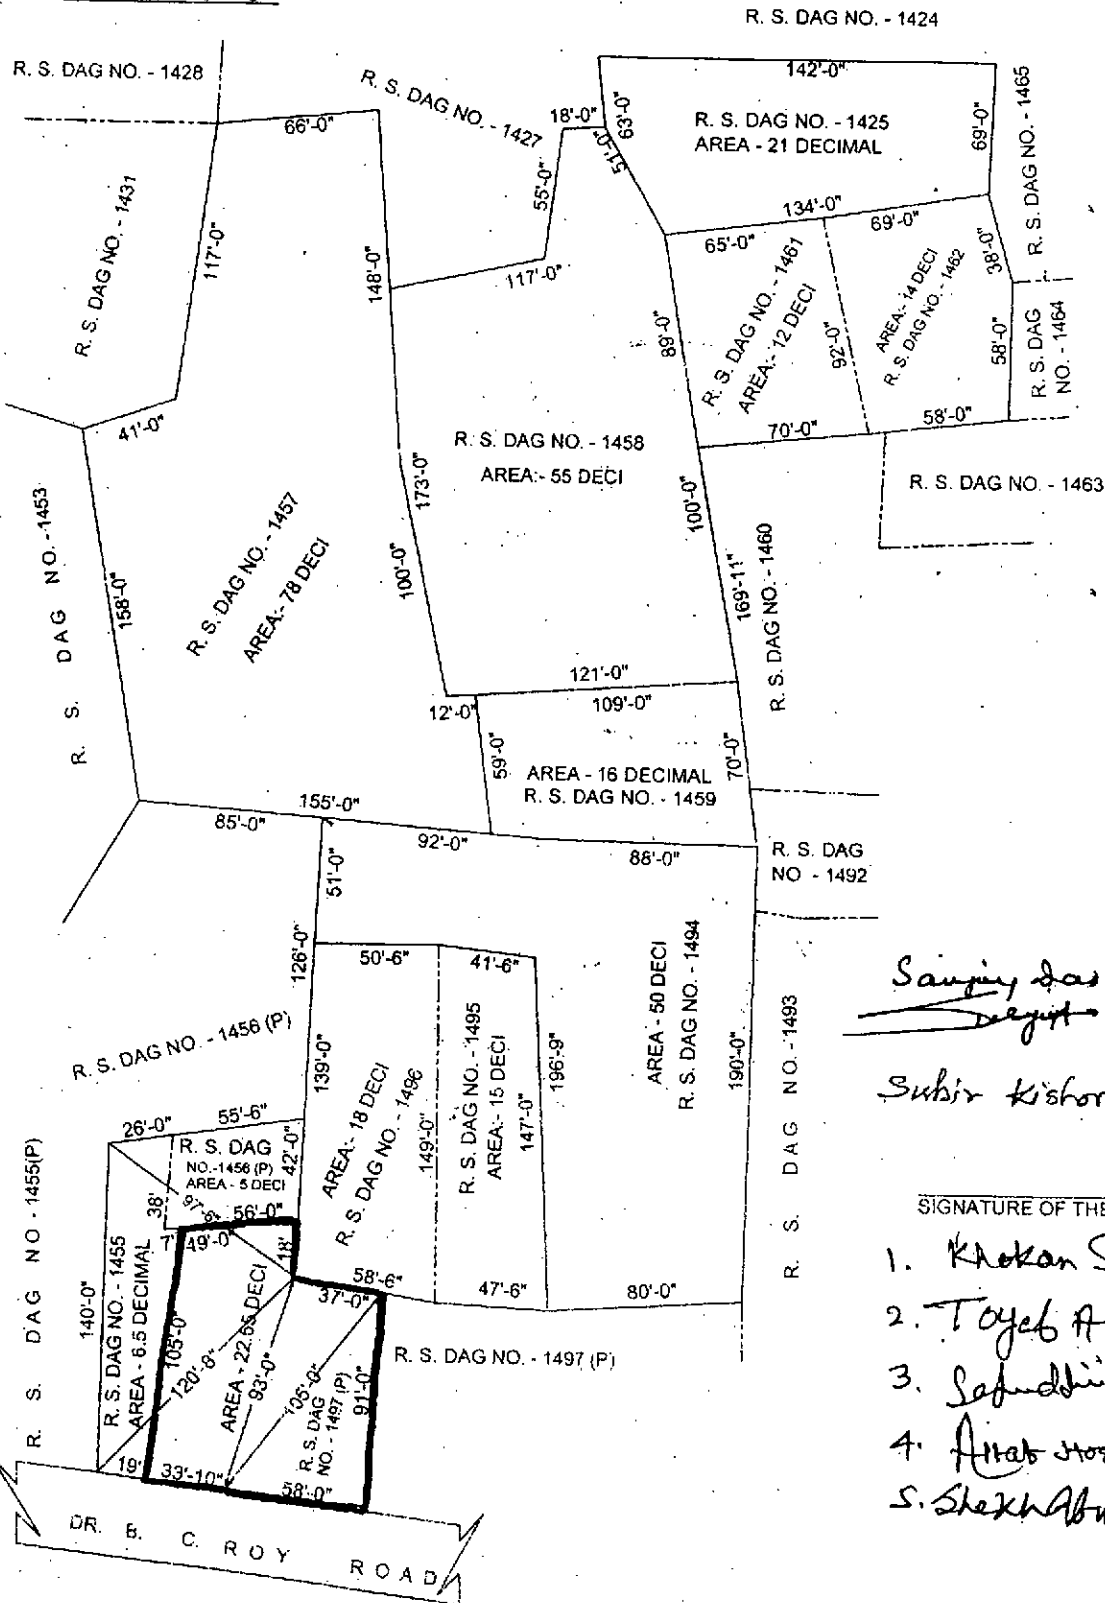 R. S. DAG NO. - 1424
R. S. DAG NO. - 1428
R. S. DAG NO. - 1427
142'-0"
R. S. DAG NO. - 1465
66'-0"
18'-0"
63'-0"
51'-0"
R. S. DAG NO. - 1425
AREA - 21 DECIMAL
69'-0"
R. S. DAG NO. - 1431
117'-0"
148'-0"
55'-0"
117'-0"
134'-0"
65'-0"
69'-0"
38'-0"
89'-0"
R. S. DAG NO. - 1461
AREA:- 12 DECI
92'-0"
AREA:- 14 DECI
R. S. DAG NO. - 1462
58'-0"
R. S. DAG
NO. - 1464
41'-0"
R. S. DAG NO. - 1458
AREA:- 55 DECI
70'-0"
58'-0"
R. S. DAG NO. - 1463
R. S. DAG NO. - 1453
158'-0"
R. S. DAG NO. - 1457
AREA:- 78 DECI
173'-0"
100'-0"
100'-0"
169'-11"
R. S. DAG NO. - 1460
121'-0"
12'-0"
109'-0"
59'-0"
AREA - 16 DECIMAL
R. S. DAG NO. - 1459
70'-0"
155'-0"
85'-0"
92'-0"
88'-0"
R. S. DAG
NO - 1492
51'-0"
126'-0"
50'-6"
41'-6"
AREA - 50 DECI
R. S. DAG NO. - 1494
190'-0"
R. S. DAG NO. - 1493
R. S. DAG NO. - 1456 (P)
139'-0"
AREA:- 18 DECI
R. S. DAG NO. - 1496
149'-0"
R. S. DAG NO. - 1495
AREA:- 15 DECI
147'-0"
196'-9"
Sanjoy Das
Subir Kishor
26'-0"
55'-6"
R. S. DAG
NO.-1456 (P)
AREA - 5 DECI
42'-0"
38'
97'-6"
56'-0"
7'
49'-0"
18'
R. S. DAG NO - 1455(P)
140'-0"
R. S. DAG NO. - 1455
AREA - 6.5 DECIMAL
105'-0"
120'-8"
AREA - 22.65 DECI
93'-0"
58'-6"
37'-0"
47'-6"
80'-0"
105'-0"
R. S. DAG
NO. - 1497 (P)
91'-0"
R. S. DAG NO. - 1497 (P)
19'
33'-10"
58'-0"
DR. B. C. ROY ROAD
SIGNATURE OF THE
1. Khokan S
2. Toyeb A
3.
4.
5. Shekh Abu